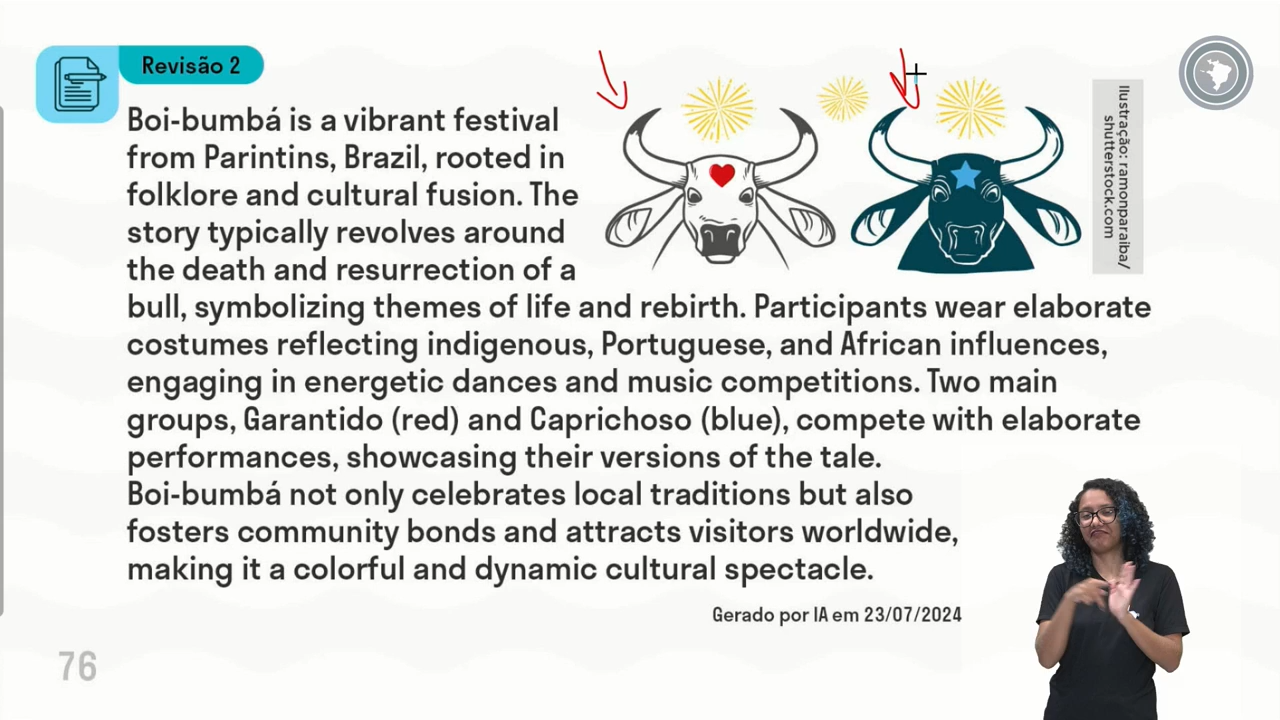 Revisão 2
Boi-bumbá is a vibrant festival
from Parintins, Brazil, rooted in
folklore and cultural fusion. The
story typically revolves around
the death and resurrection of a
bull, symbolizing themes of life and rebirth. Participants wear elaborate
costumes reflecting indigenous, Portuguese, and African influences,
engaging in energetic dances and music competitions. Two main
groups, Garantido (red) and Caprichoso (blue), compete with elaborate
performances, showcasing their versions of the tale.
Boi-bumbá not only celebrates local traditions but also
fosters community bonds and attracts visitors worldwide,
making it a colorful and dynamic cultural spectacle.
Gerado por IA em 23/07/2024
Ilustração: ramonparaiba/
shutterstock.com
76